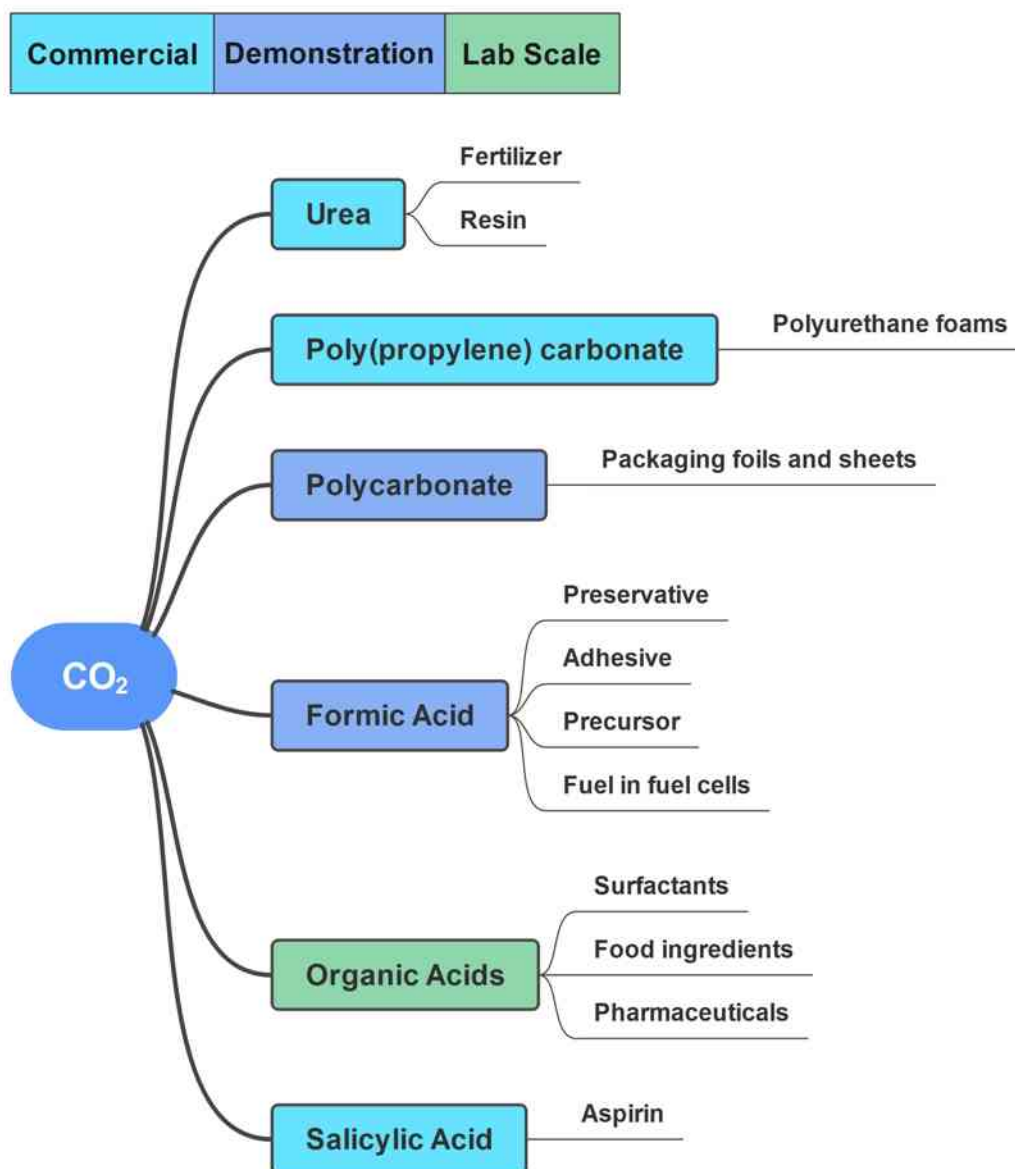 Commercial Demonstration Lab Scale
Fertilizer
Urea
Resin
Polyurethane foams
Poly(propylene) carbonate
Packaging foils and sheets
Polycarbonate
Preservative
Adhesive
CO₂
Formic Acid
Precursor
Fuel in fuel cells
Surfactants
Food ingredients
Organic Acids
Pharmaceuticals
Aspirin
Salicylic Acid